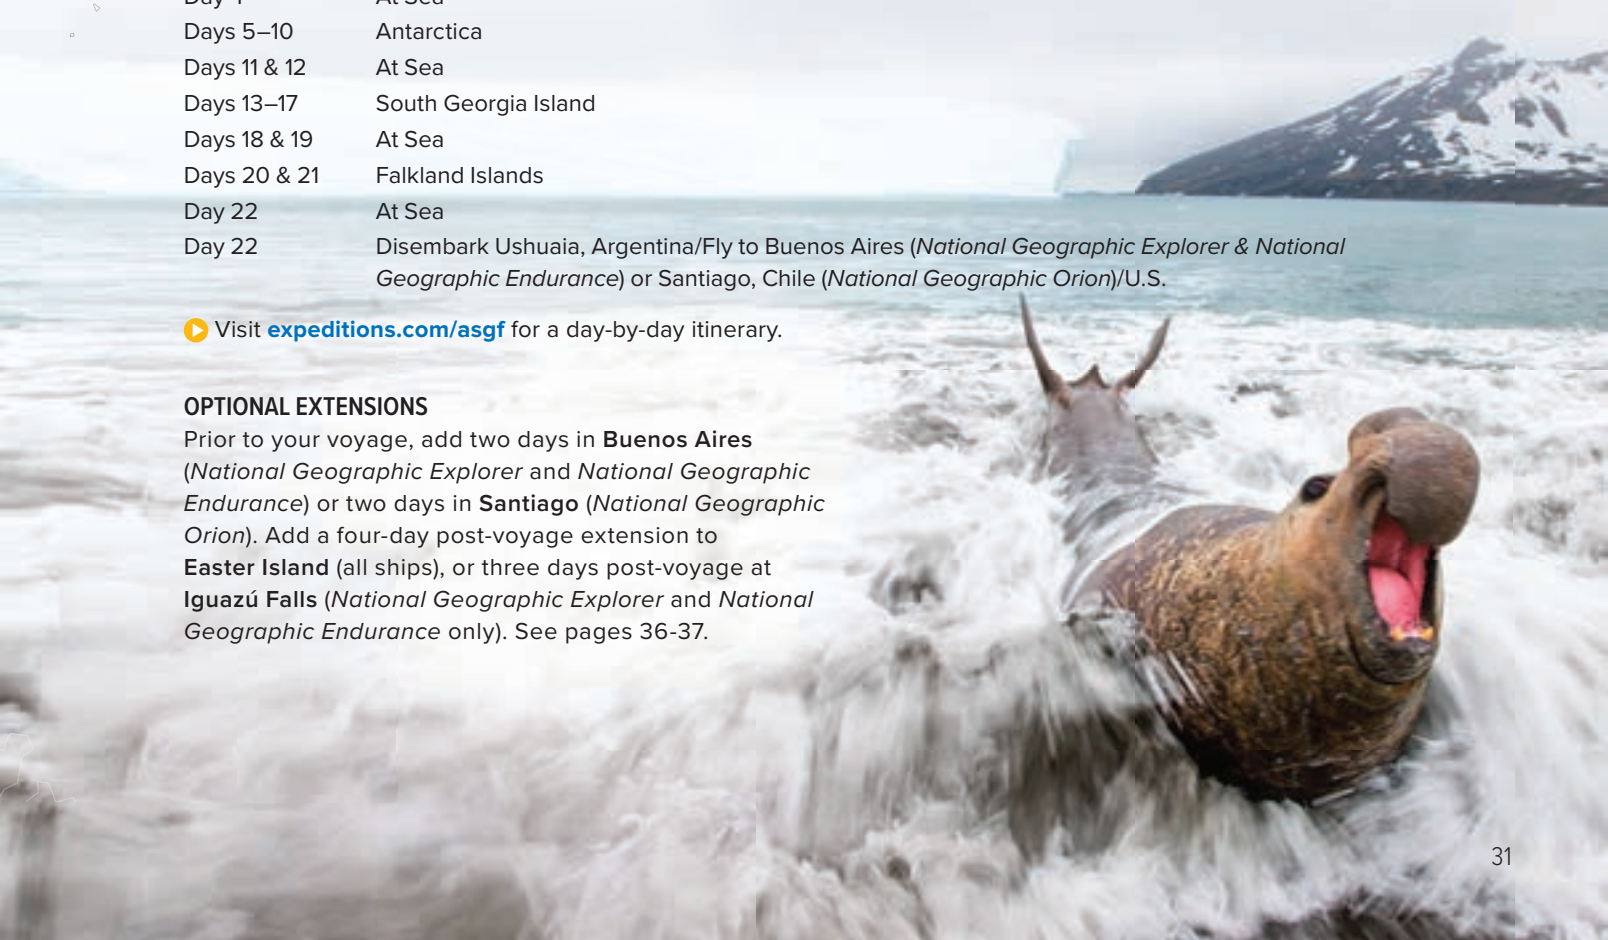 Days 5–10 Antarctica
Days 11 & 12 At Sea
Days 13–17 South Georgia Island
Days 18 & 19 At Sea
Days 20 & 21 Falkland Islands
Day 22 At Sea
Day 22 Disembark Ushuaia, Argentina/Fly to Buenos Aires (National Geographic Explorer & National
Geographic Endurance) or Santiago, Chile (National Geographic Orion)/U.S.
Visit expeditions.com/asgf for a day-by-day itinerary.
OPTIONAL EXTENSIONS
Prior to your voyage, add two days in Buenos Aires
(National Geographic Explorer and National Geographic
Endurance) or two days in Santiago (National Geographic
Orion). Add a four-day post-voyage extension to
Easter Island (all ships), or three days post-voyage at
Iguazú Falls (National Geographic Explorer and National
Geographic Endurance only). See pages 36-37.
31